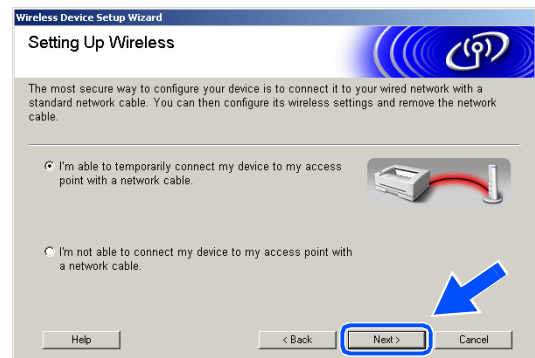 Wireless Device Setup Wizard
Setting Up Wireless
The most secure way to configure your device is to connect it to your wired network with a
standard network cable. You can then configure its wireless settings and remove the network
cable.
I'm able to temporarily connect my device to my access
point with a network cable.
I'm not able to connect my device to my access point with
a network cable.
Help
< Back
Next >
Cancel